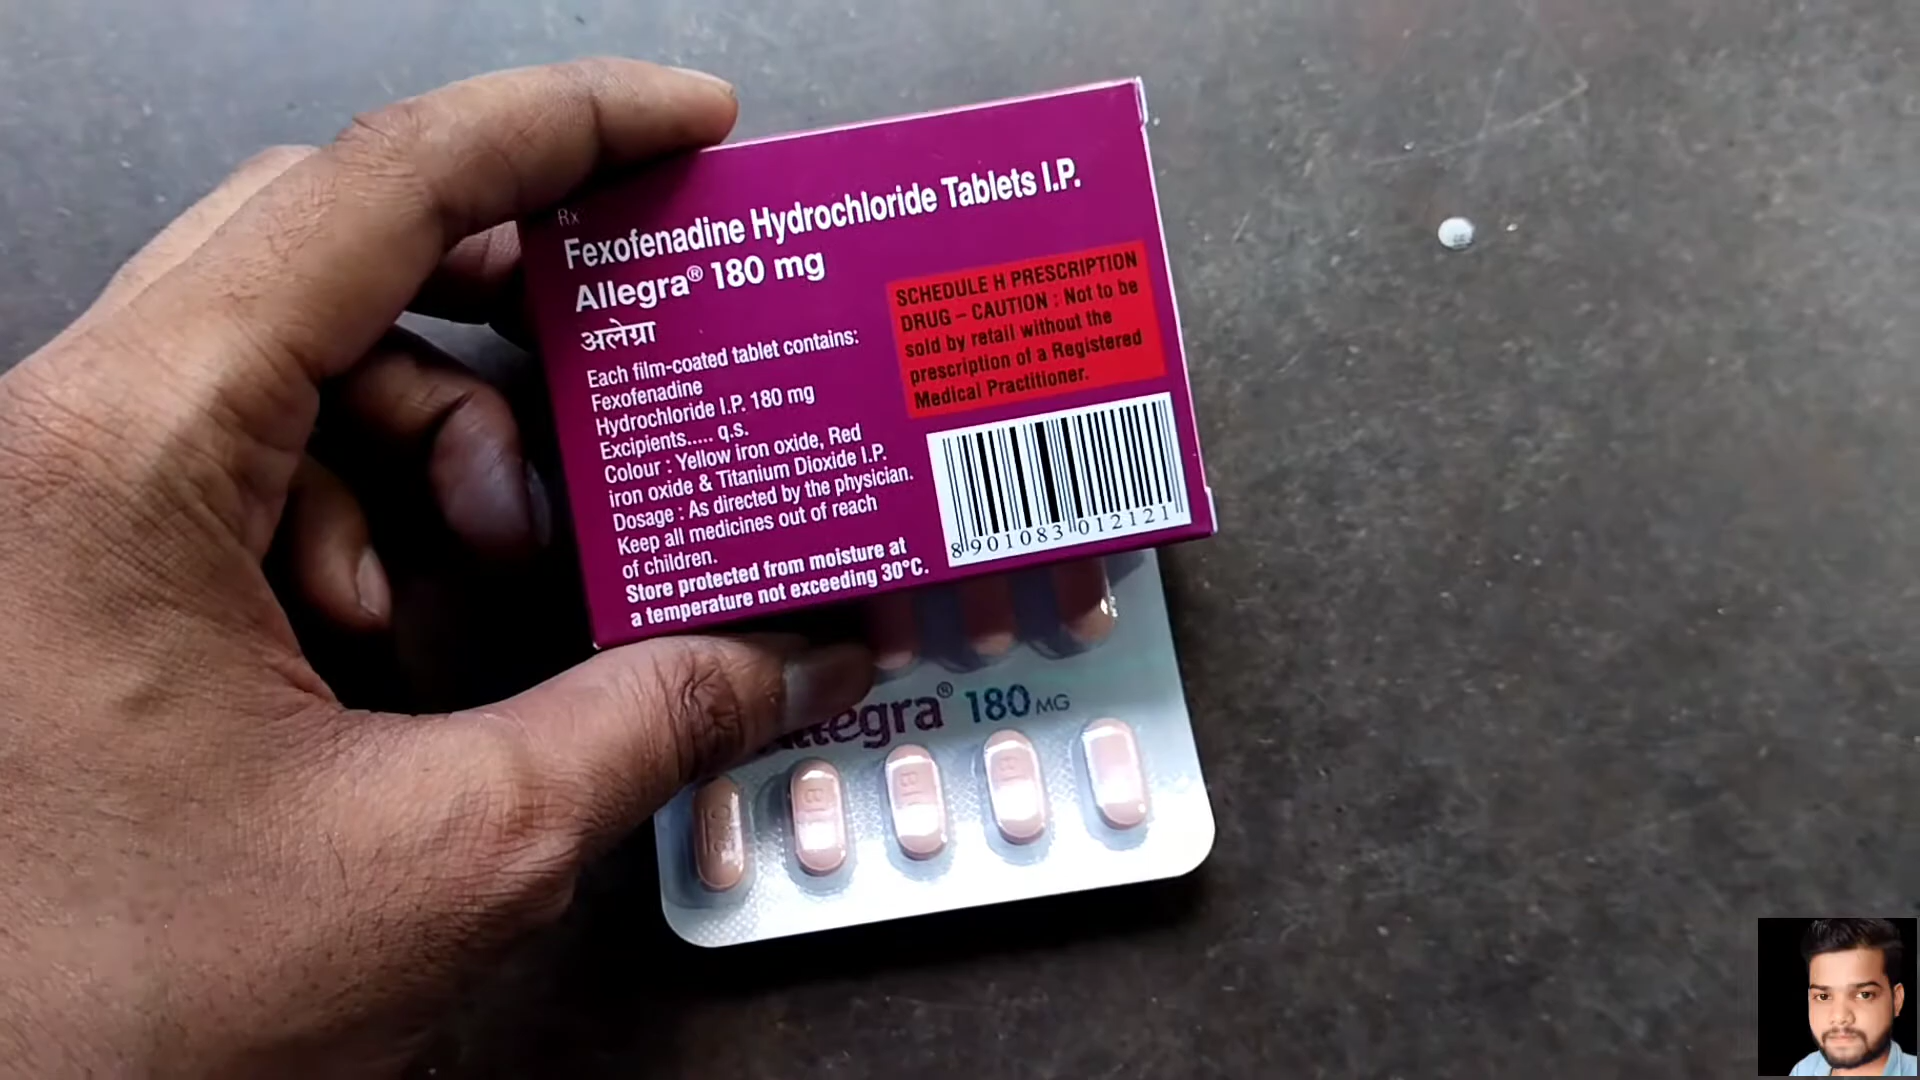 Rx
Fexofenadine Hydrochloride Tablets I.P.
Allegra® 180 mg
अलेग्रा
Each film-coated tablet contains:
Fexofenadine
Hydrochloride I.P. 180 mg
Excipients..... q.s.
Colour : Yellow iron oxide, Red
iron oxide & Titanium Dioxide I.P.
Dosage : As directed by the physician.
Keep all medicines out of reach
of children.
Store protected from moisture at
a temperature not exceeding 30°C.
SCHEDULE H PRESCRIPTION
DRUG – CAUTION : Not to be
sold by retail without the
prescription of a Registered
Medical Practitioner.
8 901083 012121
allegra® 180 MG